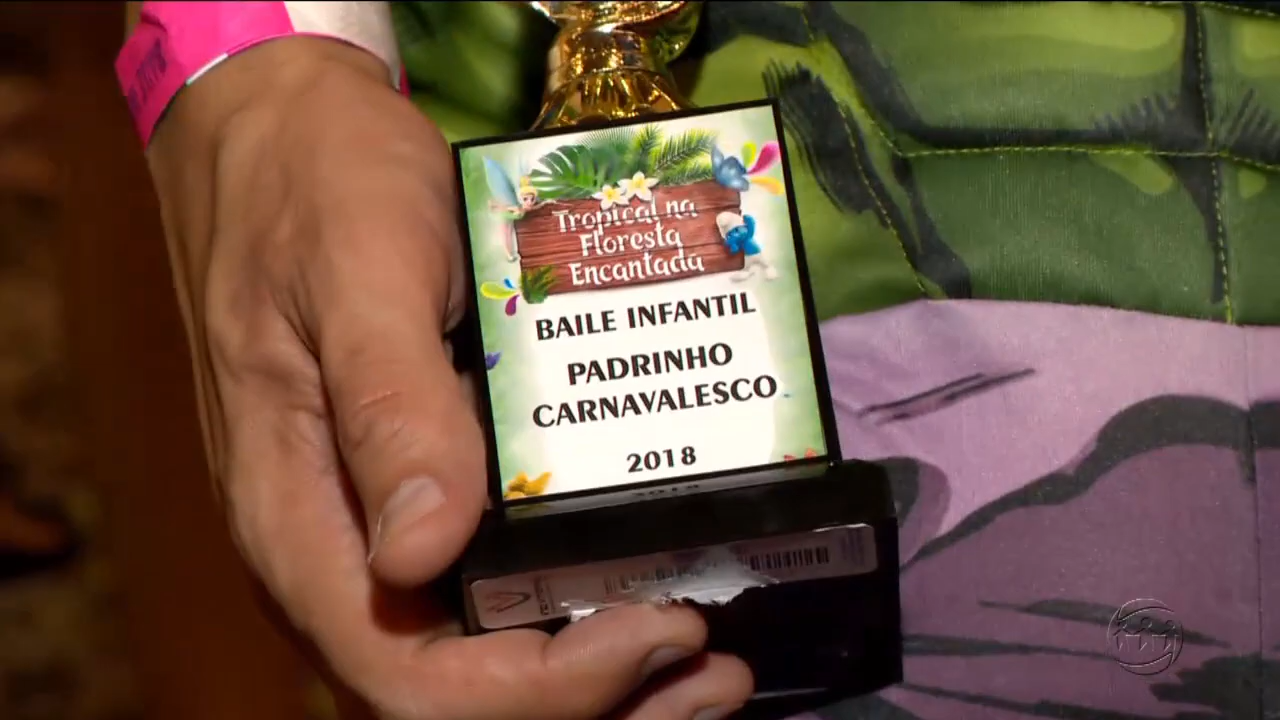 Tropical na
Floresta
Encantada
BAILE INFANTIL
PADRINHO
CARNAVALESCO
2018